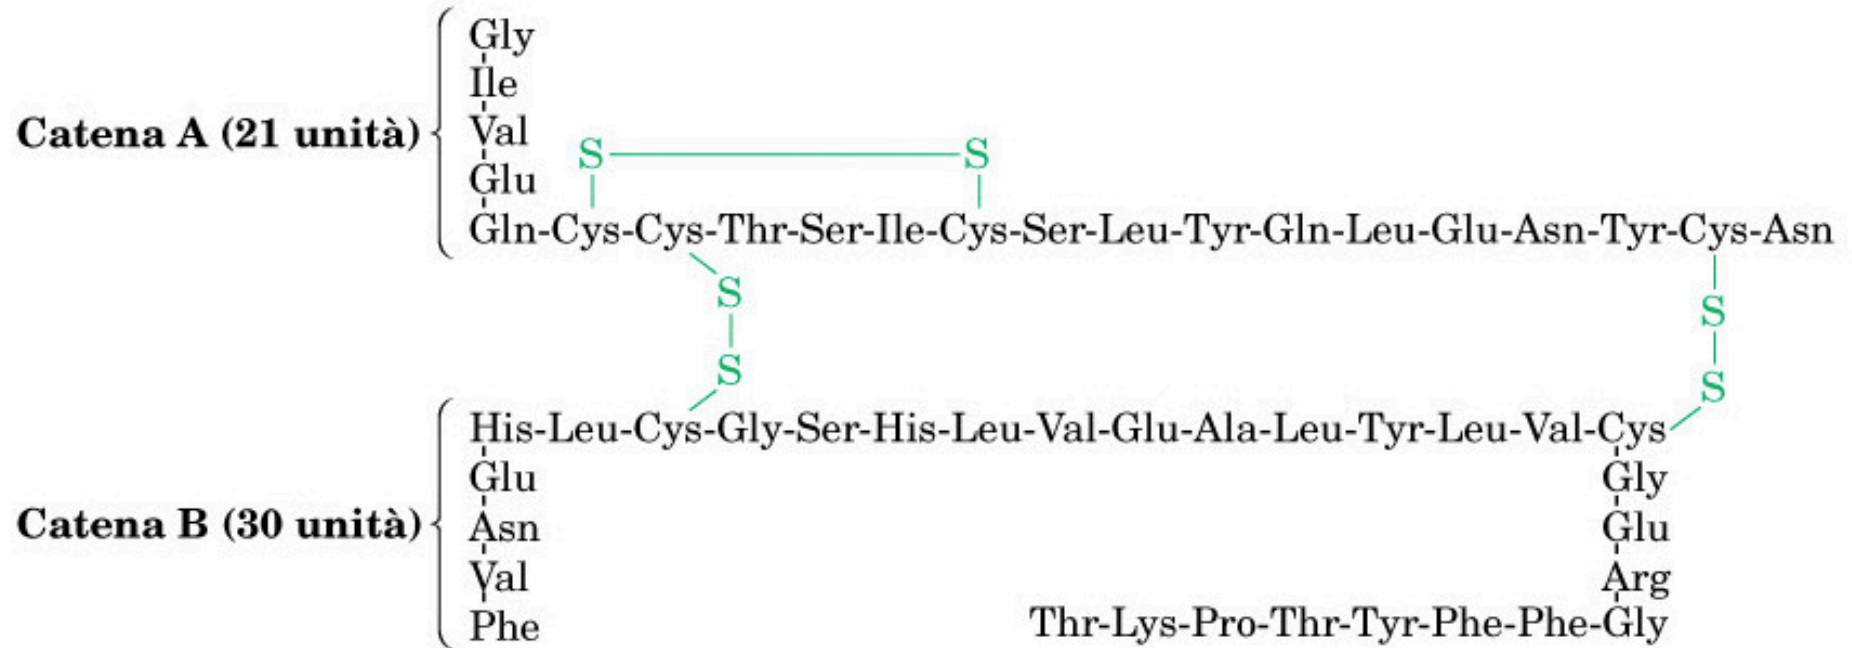 Gly
Ile
Catena A (21 unità)
Val
S S
Glu
Gln-Cys-Cys-Thr-Ser-Ile-Cys-Ser-Leu-Tyr-Gln-Leu-Glu-Asn-Tyr-Cys-Asn
S S
S S
His-Leu-Cys-Gly-Ser-His-Leu-Val-Glu-Ala-Leu-Tyr-Leu-Val-Cys
Glu Gly
Catena B (30 unità)
Asn Glu
Val Arg
Phe Thr-Lys-Pro-Thr-Tyr-Phe-Phe-Gly